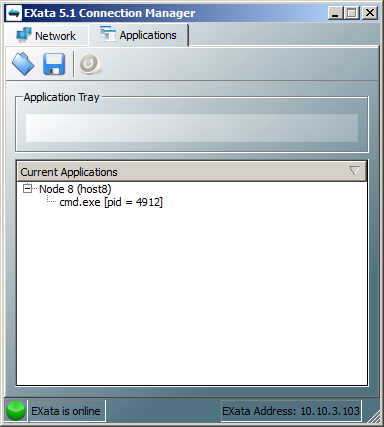 EXata 5.1 Connection Manager
Network
Applications
Application Tray
Current Applications
Node 8 (host8)
cmd.exe [pid = 4912]
EXata is online
EXata Address: 10.10.3.103